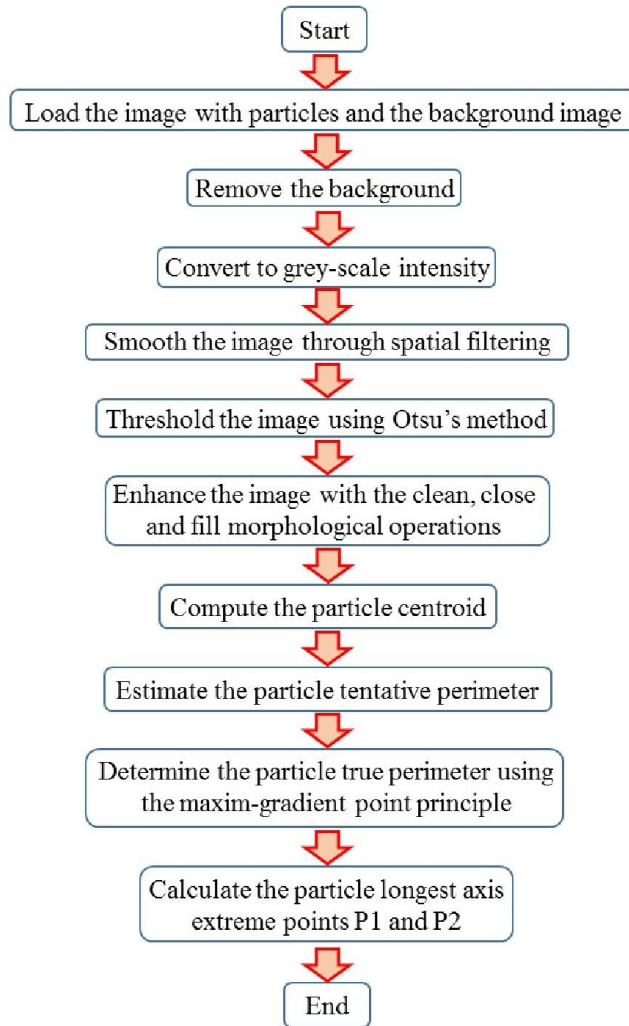 Start
Load the image with particles and the background image
Remove the background
Convert to grey-scale intensity
Smooth the image through spatial filtering
Threshold the image using Otsu’s method
Enhance the image with the clean, close
and fill morphological operations
Compute the particle centroid
Estimate the particle tentative perimeter
Determine the particle true perimeter using
the maxim-gradient point principle
Calculate the particle longest axis
extreme points P1 and P2
End